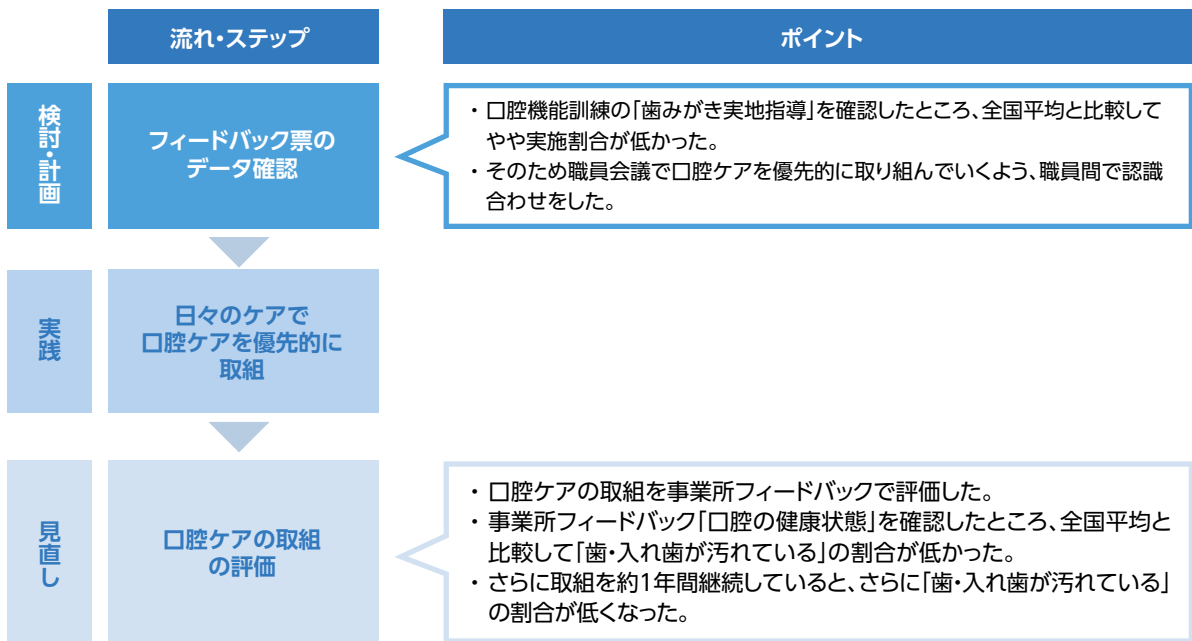 流れ・ステップ
ポイント
検討・計画
フィードバック票の
データ確認
・ 口腔機能訓練の「歯みがき実地指導」を確認したところ、全国平均と比較して
やや実施割合が低かった。
・ そのため職員会議で口腔ケアを優先的に取り組んでいくよう、職員間で認識
合わせをした。
実践
日々のケアで
口腔ケアを優先的に
取組
見直し
口腔ケアの取組
の評価
・ 口腔ケアの取組を事業所フィードバックで評価した。
・ 事業所フィードバック「口腔の健康状態」を確認したところ、全国平均と
比較して「歯・入れ歯が汚れている」の割合が低かった。
・ さらに取組を約1年間継続していると、さらに「歯・入れ歯が汚れている」
の割合が低くなった。